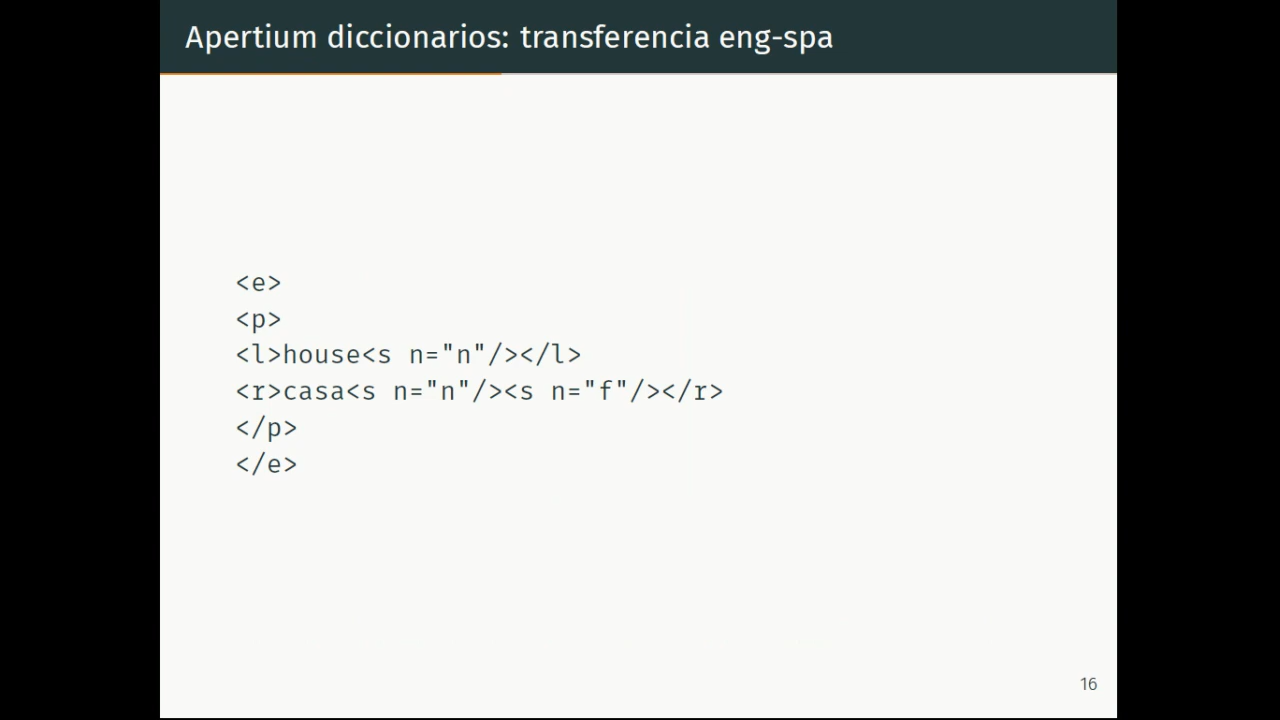 Apertium diccionarios: transferencia eng-spa
<e>
<p>
<l>house<s n="n"/></l>
<r>casa<s n="n"/><s n="f"/></r>
</p>
</e>
16